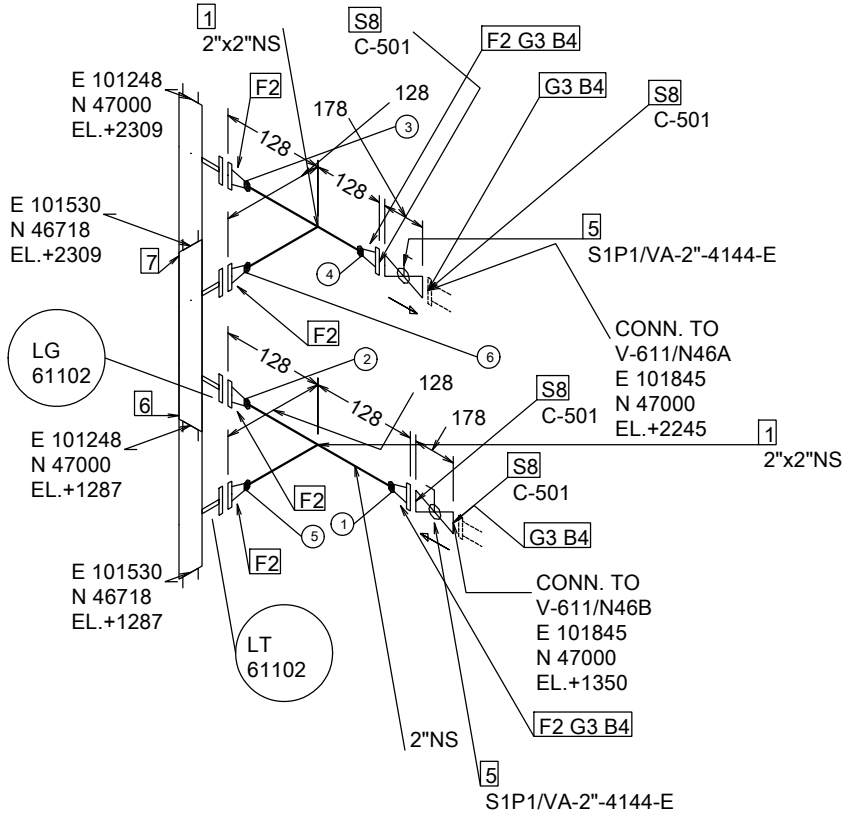 1
2"x2"NS
S8
C-501
F2 G3 B4
E 101248
N 47000
EL.+2309
F2
128
178
G3 B4
S8
C-501
128
3
128
E 101530
N 46718
EL.+2309
7
5
S1P1/VA-2"-4144-E
4
F2
6
LG
61102
CONN. TO
V-611/N46A
E 101845
N 47000
EL.+2245
128
2
128
128
S8
C-501
178
6
E 101248
N 47000
EL.+1287
1
2"x2"NS
S8
C-501
F2
5
1
G3 B4
F2
E 101530
N 46718
EL.+1287
CONN. TO
V-611/N46B
E 101845
N 47000
EL.+1350
LT
61102
F2 G3 B4
2"NS
5
S1P1/VA-2"-4144-E